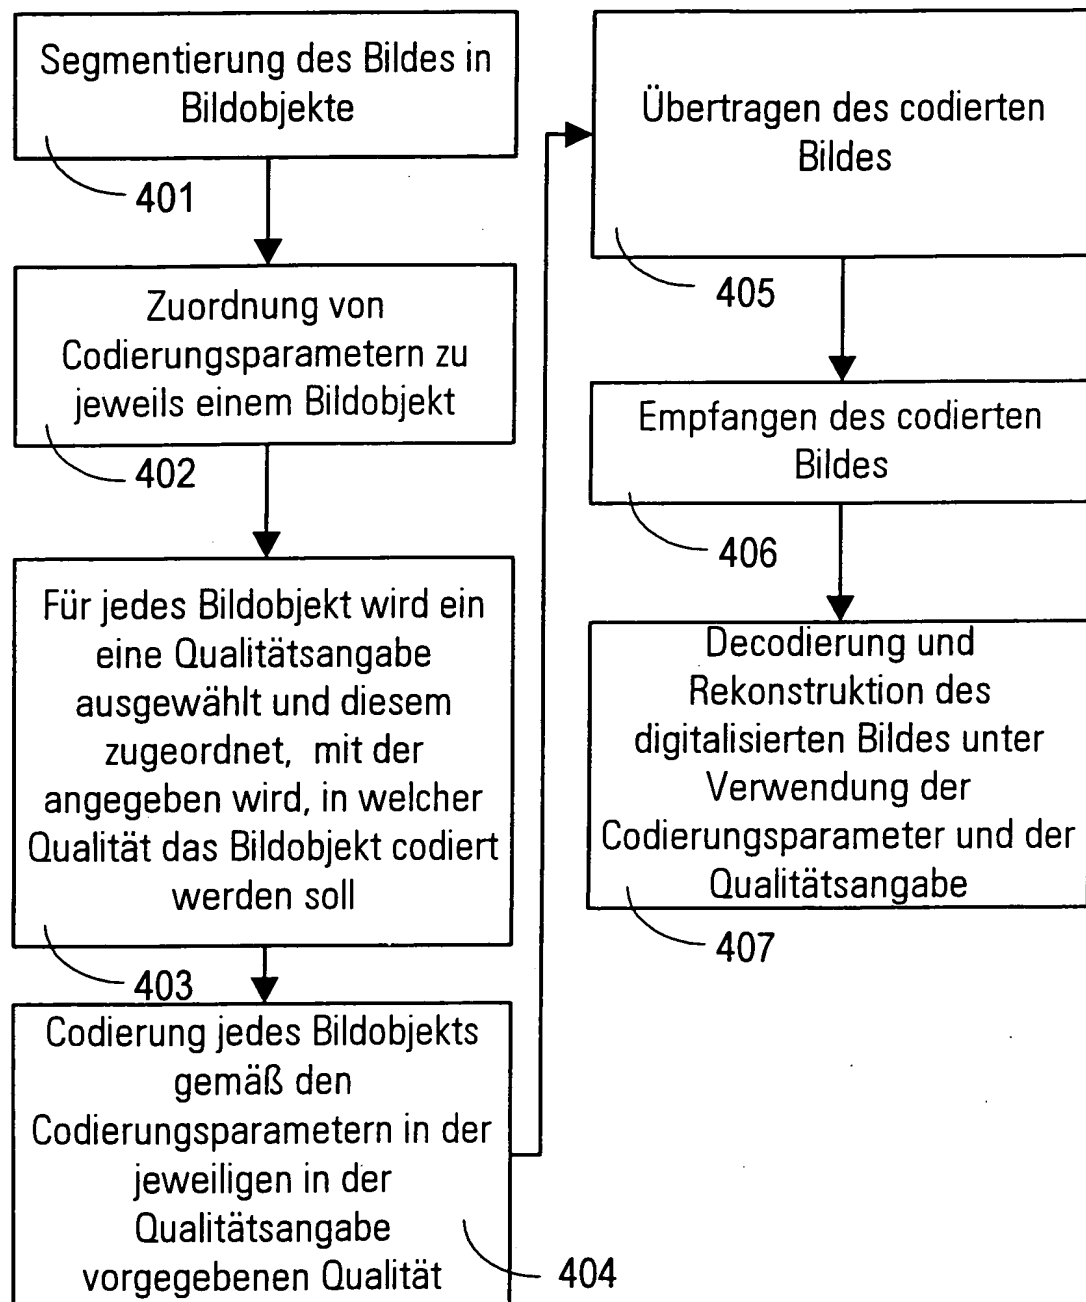 Segmentierung des Bildes in
Bildobjekte
401
Zuordnung von
Codierungsparametern zu
jeweils einem Bildobjekt
402
Für jedes Bildobjekt wird ein
eine Qualitätsangabe
ausgewählt und diesem
zugeordnet, mit der
angegeben wird, in welcher
Qualität das Bildobjekt codiert
werden soll
403
Codierung jedes Bildobjekts
gemäß den
Codierungsparametern in der
jeweiligen in der
Qualitätsangabe
vorgegebenen Qualität
404
Übertragen des codierten
Bildes
405
Empfangen des codierten
Bildes
406
Decodierung und
Rekonstruktion des
digitalisierten Bildes unter
Verwendung der
Codierungsparameter und der
Qualitätsangabe
407